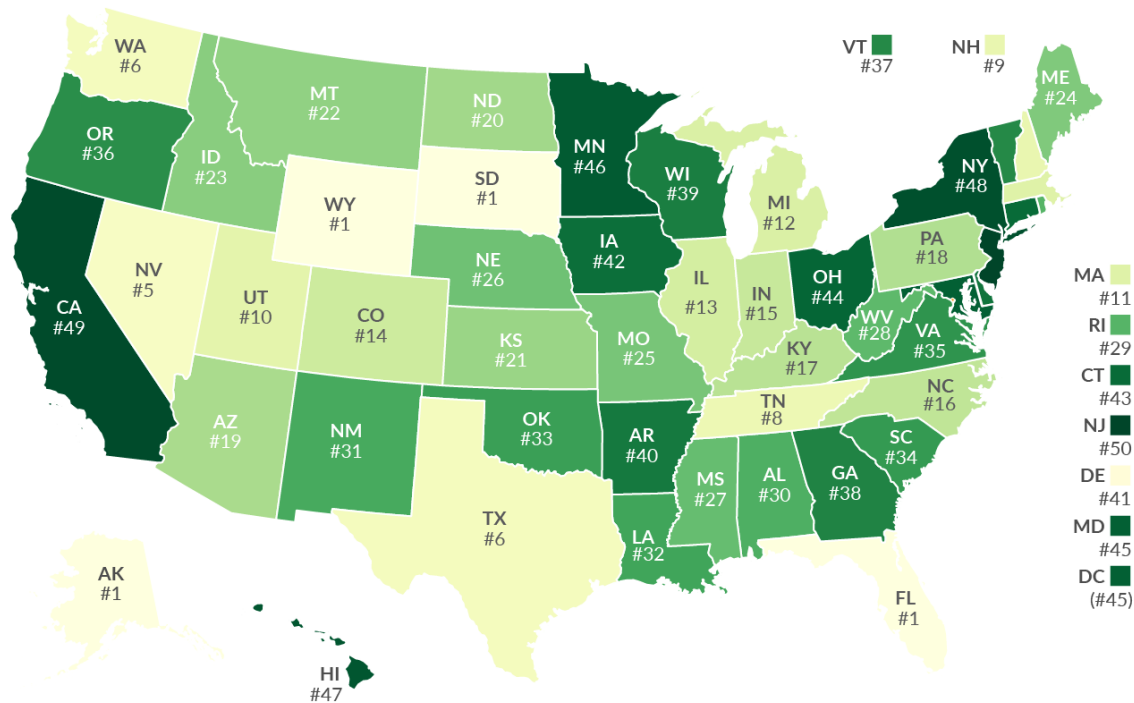 WA
#6
VT
#37
NH
#9
ME
#24
MT
#22
ND
#20
OR
#36
ID
#23
MN
#46
WI
#39
NY
#48
SD
#1
WY
#1
MI
#12
IA
#42
PA
#18
NE
#26
NV
#5
UT
#10
CO
#14
IL
#13
IN
#15
OH
#44
MA
#11
CA
#49
WV
#28
VA
#35
RI
#29
KS
#21
MO
#25
KY
#17
CT
#43
NC
#16
TN
#8
AZ
#19
NM
#31
OK
#33
AR
#40
SC
#34
NJ
#50
MS
#27
AL
#30
GA
#38
DE
#41
TX
#6
LA
#32
MD
#45
AK
#1
FL
#1
DC
(#45)
HI
#47